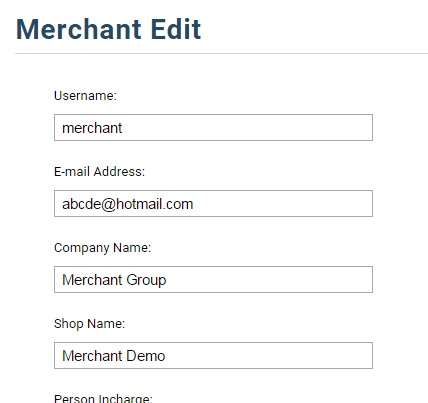 Merchant Edit
Username:
merchant
E-mail Address:
abcde@hotmail.com
Company Name:
Merchant Group
Shop Name:
Merchant Demo
Person Incharge: